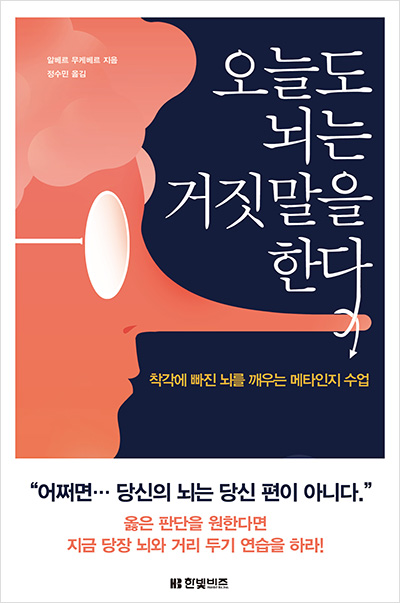 알베르 무케베르 지음
정수민 옮김
오늘도
뇌는
거짓말을
한다
착각에 빠진 뇌를 깨우는 메타인지 수업
“어쩌면… 당신의 뇌는 당신 편이 아니다.”
옳은 판단을 원한다면
지금 당장 뇌와 거리 두기 연습을 하라!
HB 한빛비즈